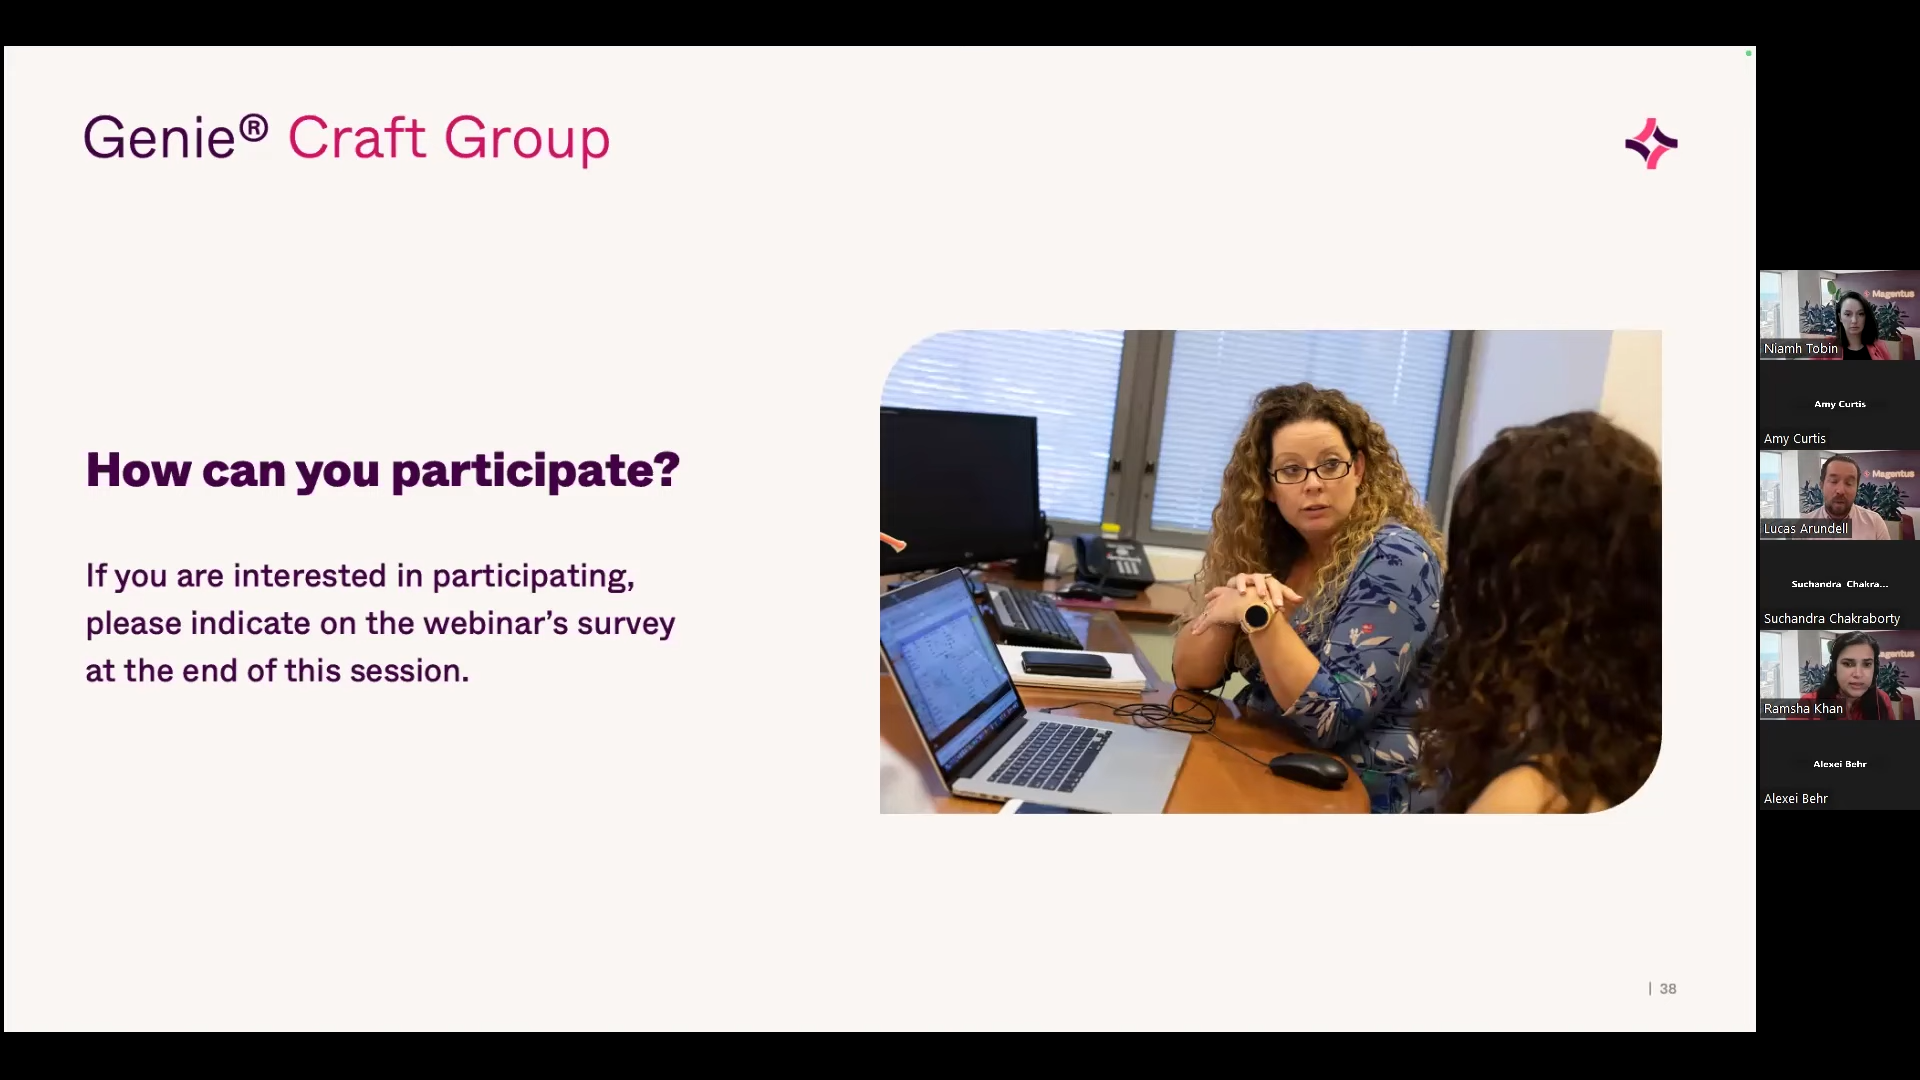 Genie® Craft Group
How can you participate?
If you are interested in participating,
please indicate on the webinar’s survey
at the end of this session.
| 38
Magentus
Niamh Tobin
Amy Curtis
Amy Curtis
Magentus
Lucas Arundell
Suchandra Chakra...
Suchandra Chakraborty
agentus
Ramsha Khan
Alexei Behr
Alexei Behr